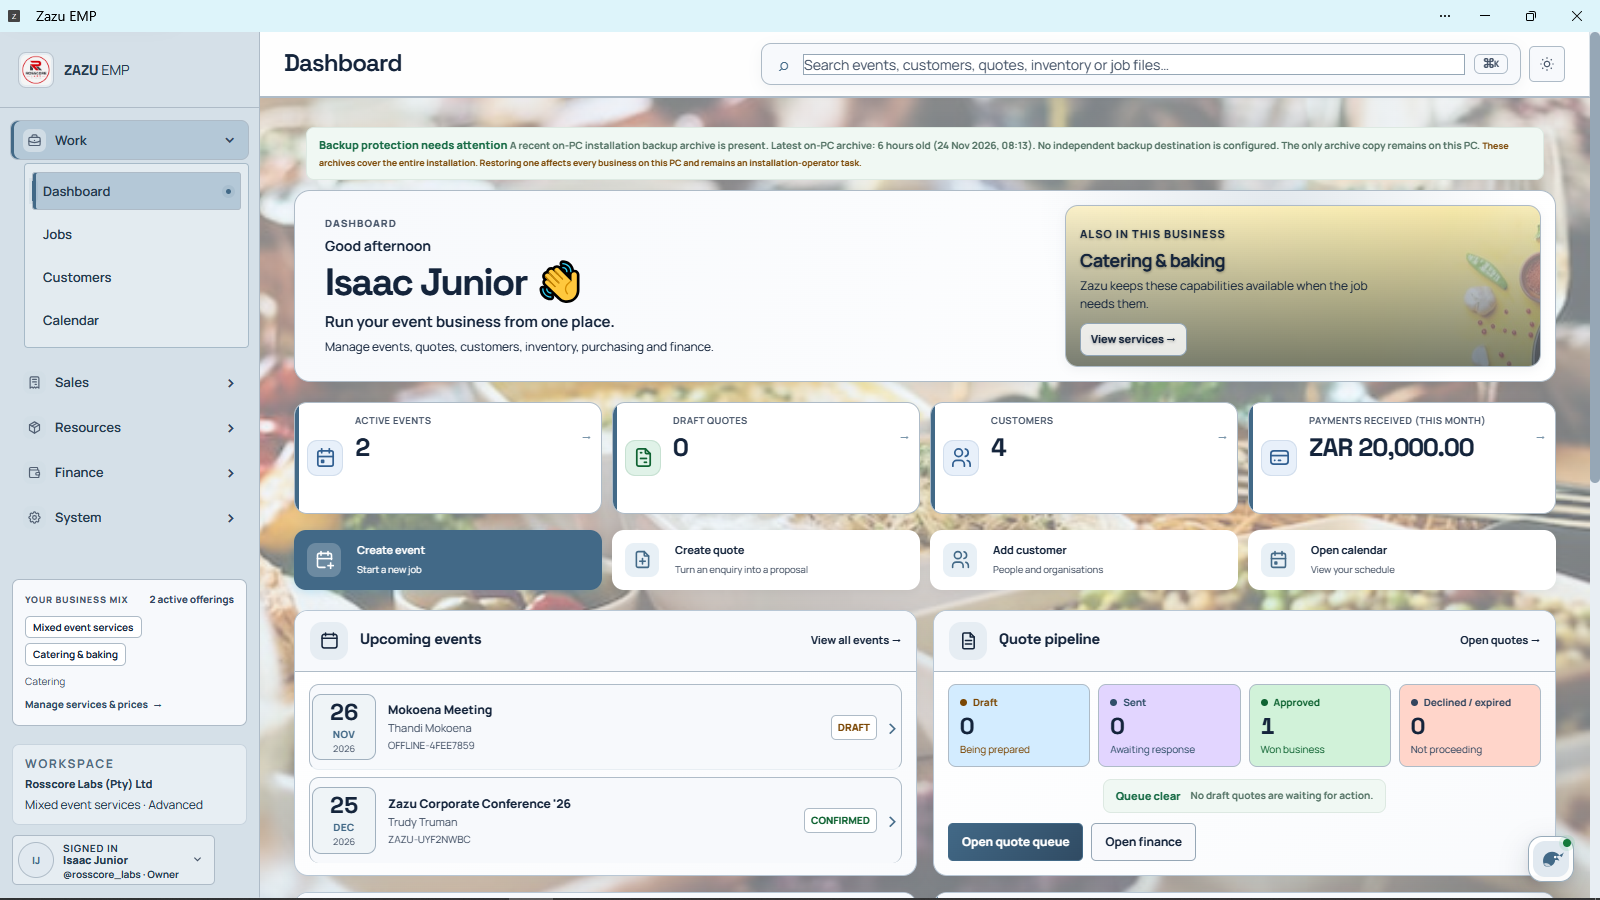 Zazu EMP
ZAZU EMP
Work
Dashboard
Jobs
Customers
Calendar
Sales
Resources
Finance
System
YOUR BUSINESS MIX 2 active offerings
Mixed event services
Catering & baking
Catering
Manage services & prices →
WORKSPACE
Rosscore Labs (Pty) Ltd
Mixed event services · Advanced
IJ
SIGNED IN
Isaac Junior
@rosscore_labs · Owner
Dashboard
Search events, customers, quotes, inventory or job files...
⌘K
Backup protection needs attention A recent on-PC installation backup archive is present. Latest on-PC archive: 6 hours old (24 Nov 2026, 08:13). No independent backup destination is configured. The only archive copy remains on this PC. These
archives cover the entire installation. Restoring one affects every business on this PC and remains an installation-operator task.
DASHBOARD
Good afternoon
Isaac Junior 👋
Run your event business from one place.
Manage events, quotes, customers, inventory, purchasing and finance.
ALSO IN THIS BUSINESS
Catering & baking
Zazu keeps these capabilities available when the job
needs them.
View services →
ACTIVE EVENTS
2
→
DRAFT QUOTES
0
→
CUSTOMERS
4
→
PAYMENTS RECEIVED (THIS MONTH)
ZAR 20,000.00
→
Create event
Start a new job
Create quote
Turn an enquiry into a proposal
Add customer
People and organisations
Open calendar
View your schedule
Upcoming events
View all events →
26
NOV
2026
Mokoena Meeting
Thandi Mokoena
OFFLINE-4FEE7859
DRAFT
25
DEC
2026
Zazu Corporate Conference '26
Trudy Truman
ZAZU-UYF2NWBC
CONFIRMED
Quote pipeline
Open quotes →
Draft
0
Being prepared
Sent
0
Awaiting response
Approved
1
Won business
Declined / expired
0
Not proceeding
Queue clear No draft quotes are waiting for action.
Open quote queue
Open finance